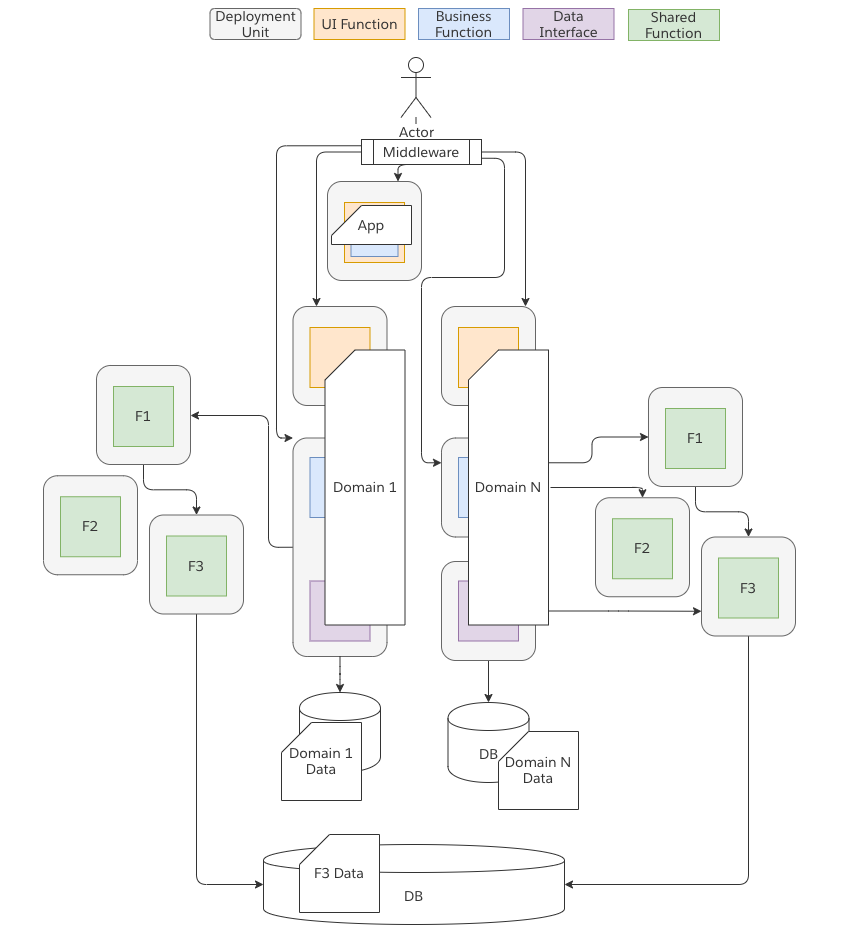 Deployment
Unit
UI Function
Business
Function
Data
Interface
Shared
Function
Actor
Middleware
App
F1
F2
F3
Domain 1
Domain N
F1
F2
F3
Domain 1
Data
DB
Domain N
Data
F3 Data
DB